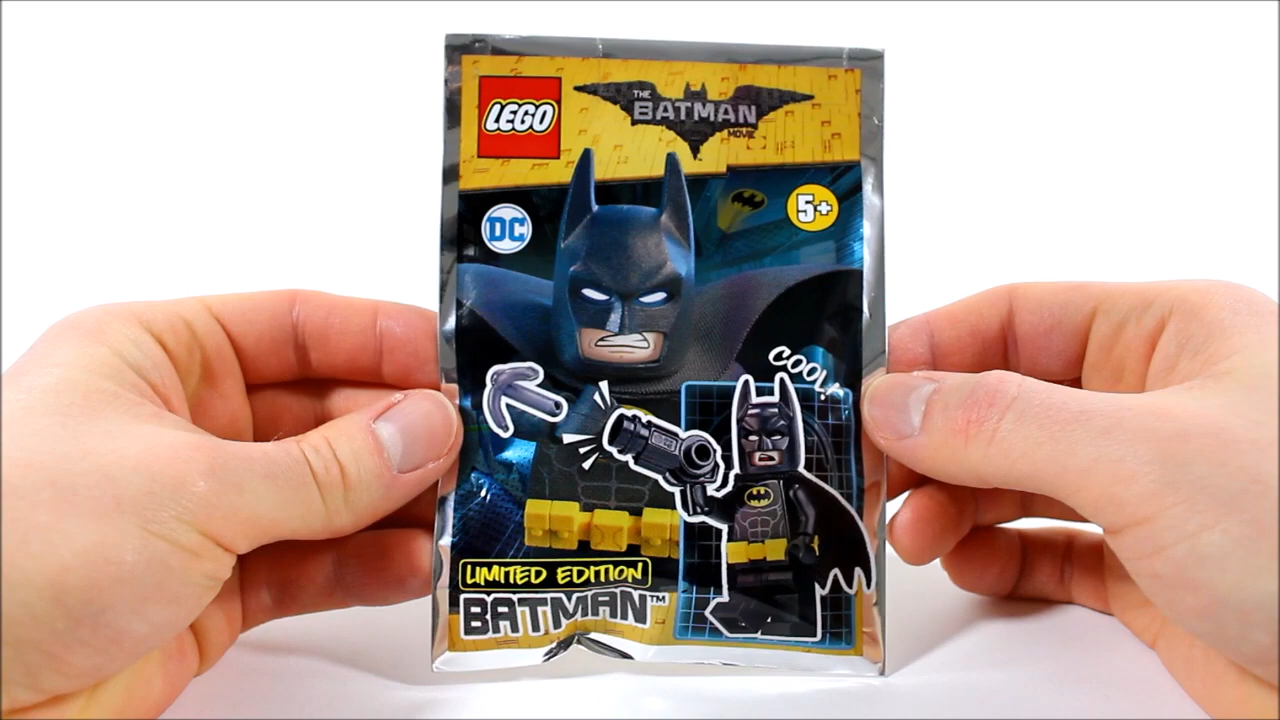 LEGO
THE
BATMAN
MOVIE
DC
5+
COOL!
LIMITED EDITION
BATMAN™